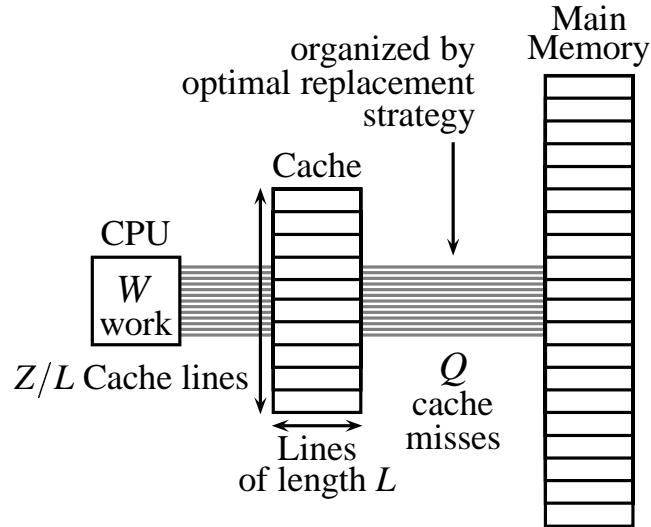 Main
Memory
organized by
optimal replacement
strategy
Cache
CPU
W
work
Z/L Cache lines
Q
cache
misses
Lines
of length L